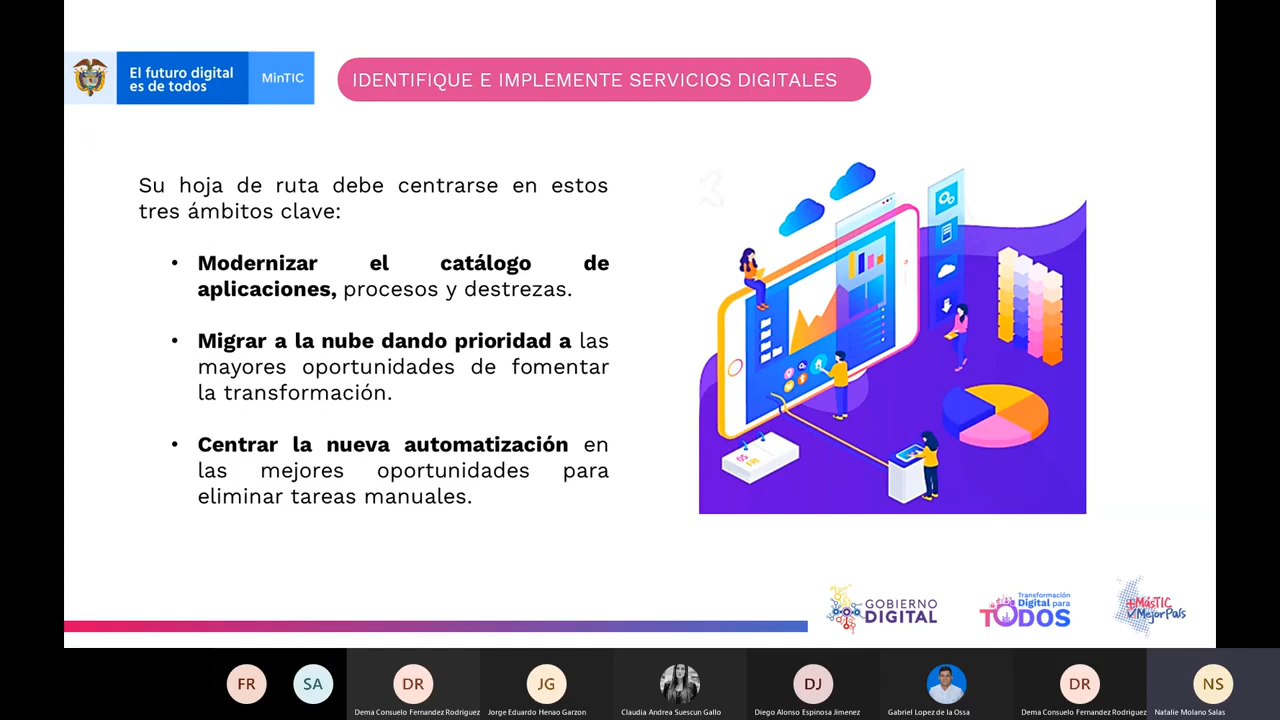 El futuro digital
es de todos
MinTIC
IDENTIFIQUE E IMPLEMENTE SERVICIOS DIGITALES
Su hoja de ruta debe centrarse en estos
tres ámbitos clave:
• Modernizar el catálogo de
aplicaciones, procesos y destrezas.
• Migrar a la nube dando prioridad a las
mayores oportunidades de fomentar
la transformación.
• Centrar la nueva automatización en
las mejores oportunidades para
eliminar tareas manuales.
3
05
FRI
GOBIERNO
DIGITAL
Transformación
Digital para
TODOS
+MásTIC
MejorPaís
FR
SA
DR
JG
DJ
DR
NS
Dema Consuelo Fernandez Rodriguez
Jorge Eduardo Henao Garzon
Claudia Andrea Suescun Gallo
Diego Alonso Espinosa Jimenez
Gabriel Lopez de la Ossa
Dema Consuelo Fernandez Rodriguez
Natalie Molano Salas